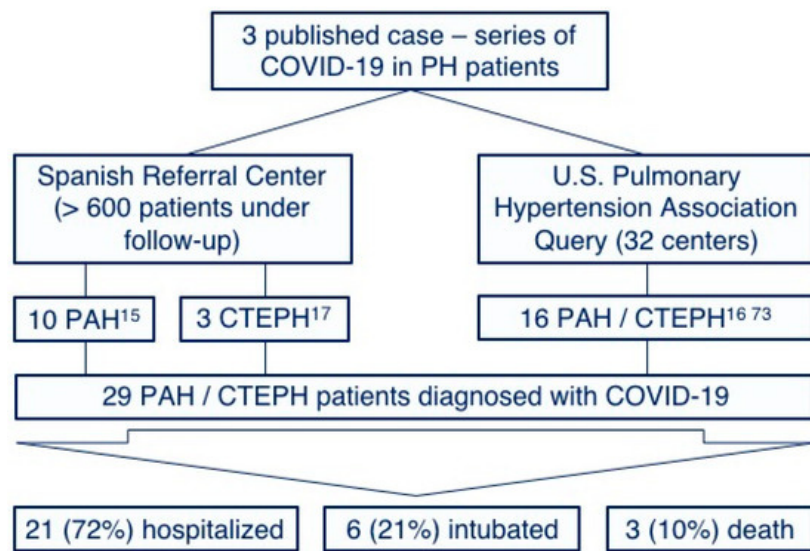 3 published case – series of
COVID-19 in PH patients
Spanish Referral Center
(> 600 patients under
follow-up)
U.S. Pulmonary
Hypertension Association
Query (32 centers)
10 PAH¹⁵
3 CTEPH¹⁷
16 PAH / CTEPH¹⁶ ⁷³
29 PAH / CTEPH patients diagnosed with COVID-19
21 (72%) hospitalized
6 (21%) intubated
3 (10%) death